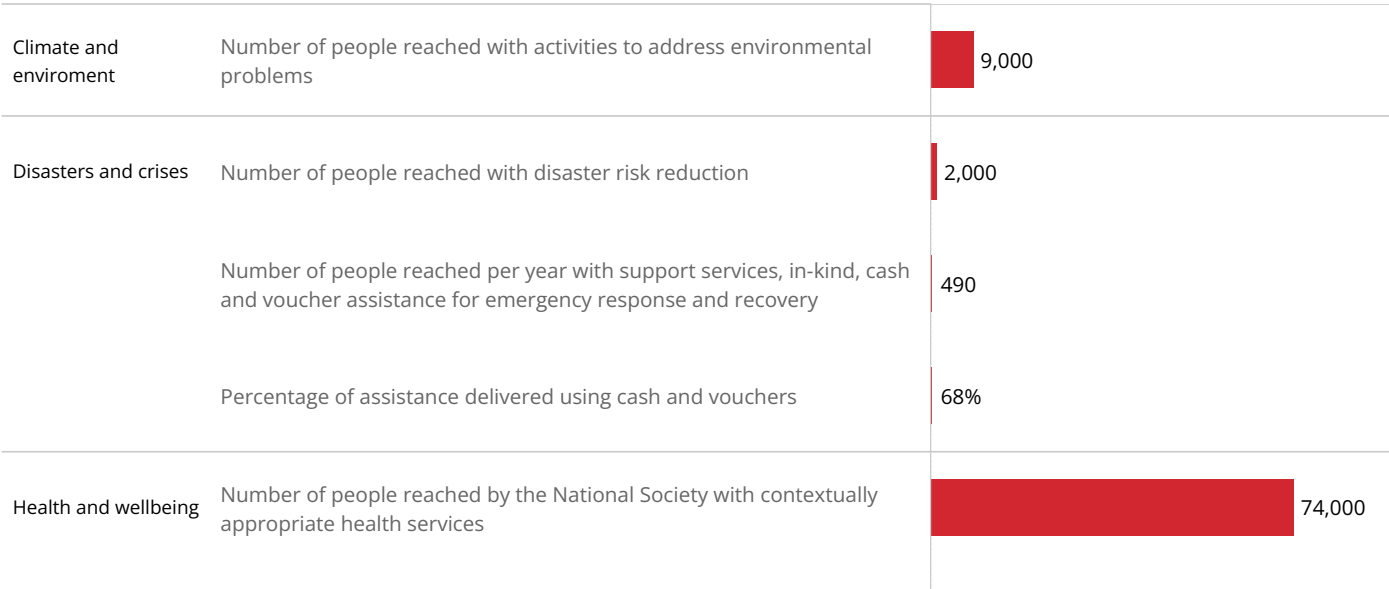 Climate and
enviroment
Number of people reached with activities to address environmental
problems
9,000
Disasters and crises
Number of people reached with disaster risk reduction
2,000
Number of people reached per year with support services, in-kind, cash
and voucher assistance for emergency response and recovery
490
Percentage of assistance delivered using cash and vouchers
68%
Health and wellbeing
Number of people reached by the National Society with contextually
appropriate health services
74,000